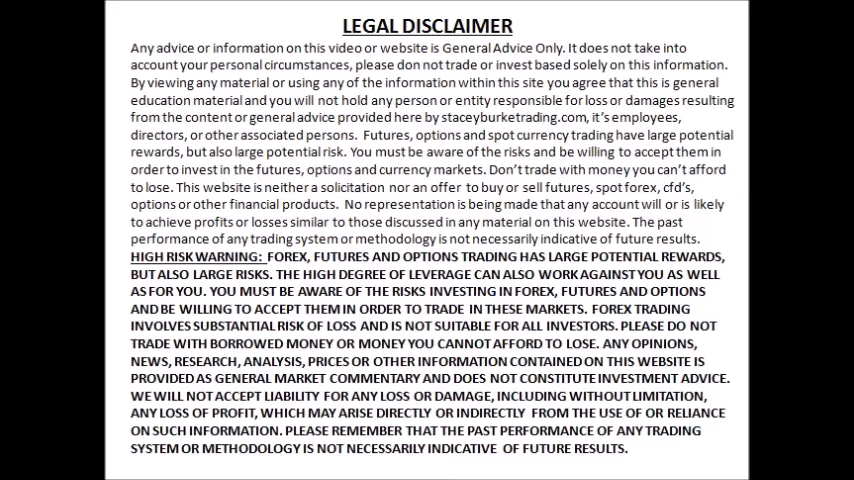 LEGAL DISCLAIMER
Any advice or information on this video or website is General Advice Only. It does not take into
account your personal circumstances, please don not trade or invest based solely on this information.
By viewing any material or using any of the information within this site you agree that this is general
education material and you will not hold any person or entity responsible for loss or damages resulting
from the content or general advice provided here by staceyburketrading.com, it's employees,
directors, or other associated persons. Futures, options and spot currency trading have large potential
rewards, but also large potential risk. You must be aware of the risks and be willing to accept them in
order to invest in the futures, options and currency markets. Don't trade with money you can't afford
to lose. This website is neither a solicitation nor an offer to buy or sell futures, spot forex, cfd's,
options or other financial products. No representation is being made that any account will or is likely
to achieve profits or losses similar to those discussed in any material on this website. The past
performance of any trading system or methodology is not necessarily indicative of future results.
HIGH RISK WARNING: FOREX, FUTURES AND OPTIONS TRADING HAS LARGE POTENTIAL REWARDS,
BUT ALSO LARGE RISKS. THE HIGH DEGREE OF LEVERAGE CAN ALSO WORK AGAINST YOU AS WELL
AS FOR YOU. YOU MUST BE AWARE OF THE RISKS INVESTING IN FOREX, FUTURES AND OPTIONS
AND BE WILLING TO ACCEPT THEM IN ORDER TO TRADE IN THESE MARKETS. FOREX TRADING
INVOLVES SUBSTANTIAL RISK OF LOSS AND IS NOT SUITABLE FOR ALL INVESTORS. PLEASE DO NOT
TRADE WITH BORROWED MONEY OR MONEY YOU CANNOT AFFORD TO LOSE. ANY OPINIONS,
NEWS, RESEARCH, ANALYSIS, PRICES OR OTHER INFORMATION CONTAINED ON THIS WEBSITE IS
PROVIDED AS GENERAL MARKET COMMENTARY AND DOES NOT CONSTITUTE INVESTMENT ADVICE.
WE WILL NOT ACCEPT LIABILITY FOR ANY LOSS OR DAMAGE, INCLUDING WITHOUT LIMITATION,
ANY LOSS OF PROFIT, WHICH MAY ARISE DIRECTLY OR INDIRECTLY FROM THE USE OF OR RELIANCE
ON SUCH INFORMATION. PLEASE REMEMBER THAT THE PAST PERFORMANCE OF ANY TRADING
SYSTEM OR METHODOLOGY IS NOT NECESSARILY INDICATIVE OF FUTURE RESULTS.